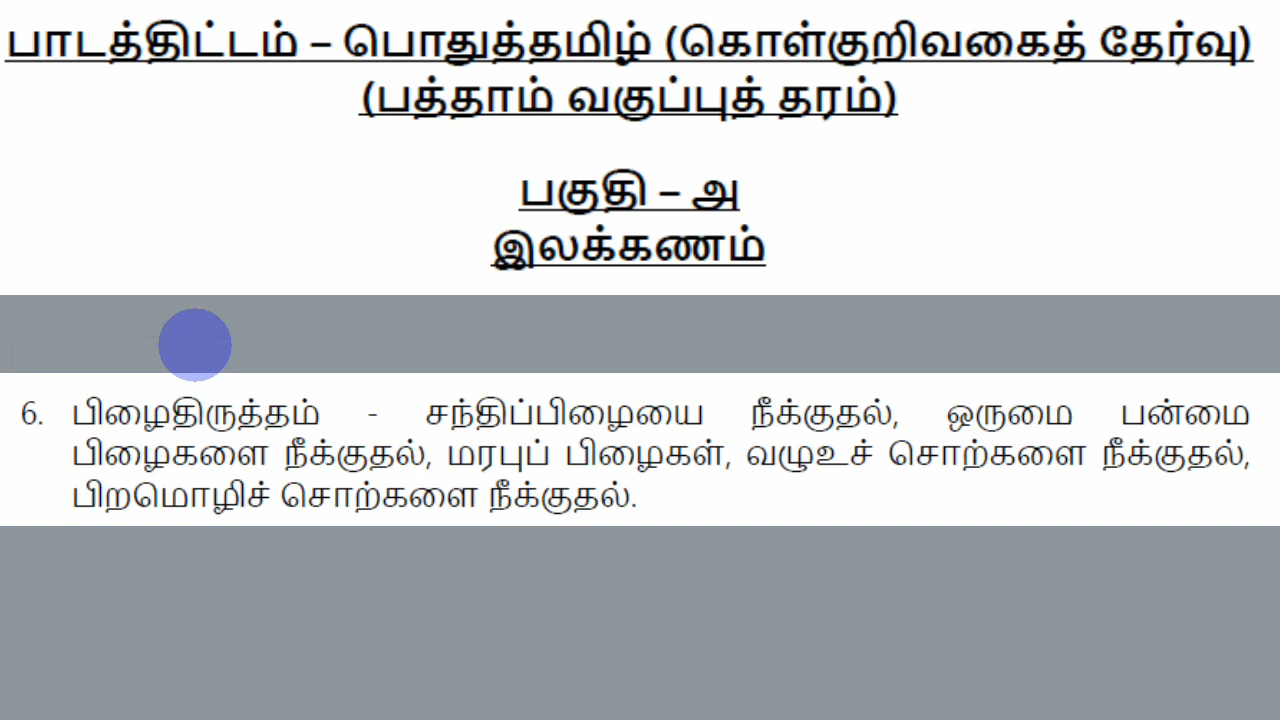 பாடத்திட்டம் – பொதுத்தமிழ் (கொள்குறிவகைத் தேர்வு)
(பத்தாம் வகுப்புத் தரம்)
பகுதி – அ
இலக்கணம்
6. பிழைதிருத்தம் - சந்திப்பிழையை நீக்குதல், ஒருமை பன்மை
பிழைகளை நீக்குதல், மரபுப் பிழைகள், வழுஉச் சொற்களை நீக்குதல்,
பிறமொழிச் சொற்களை நீக்குதல்.